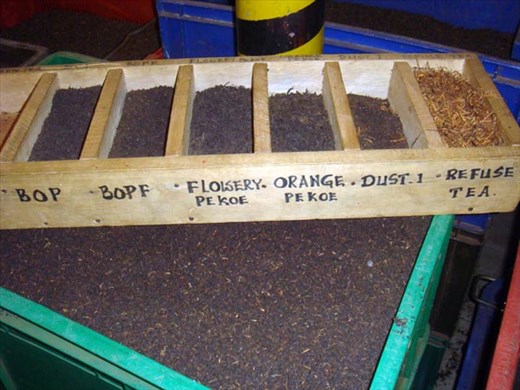 BOP · BOPF · FLOWERY · ORANGE · DUST.1 · REFUSE
PEKOE PEKOE TEA.